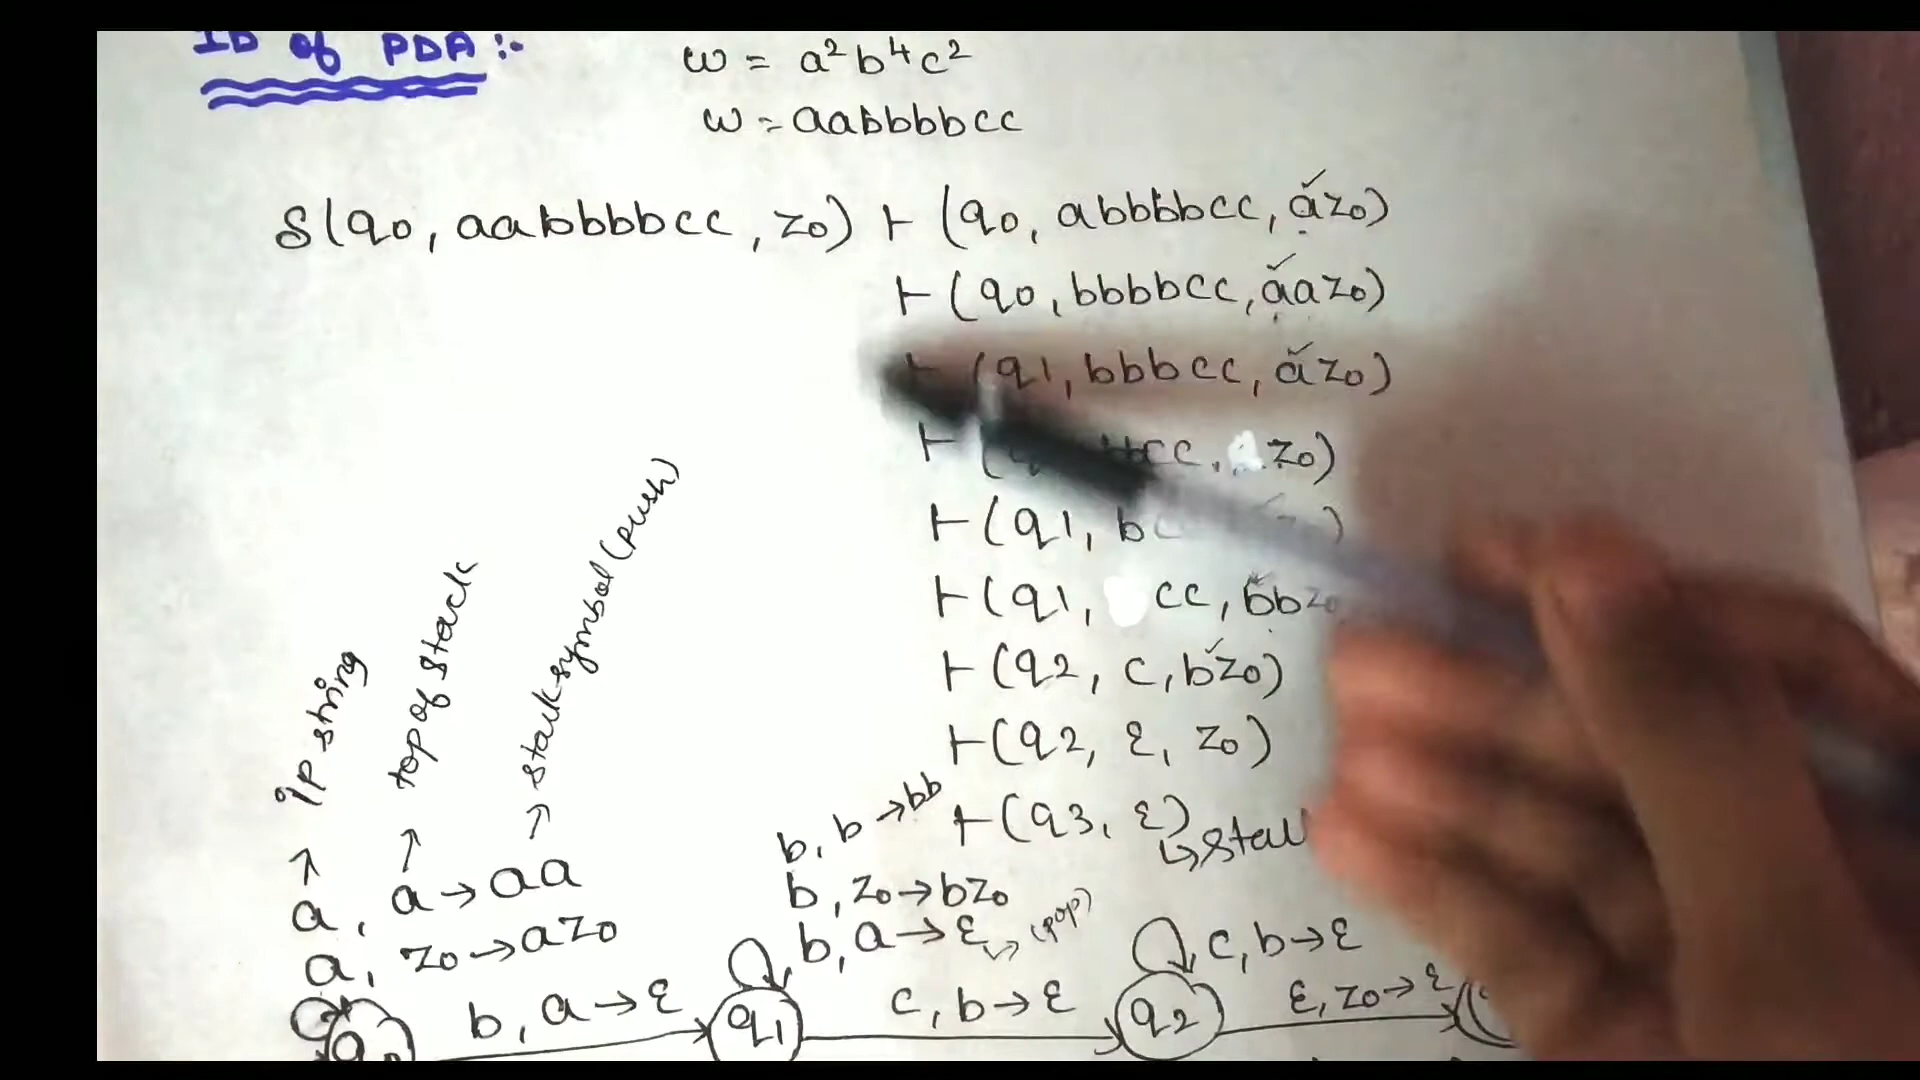 ID of PDA :-
w = a²b⁴c²
w = aabbbbcc
δ(q0, aabbbbcc, z0) ⊢ (q0, abbbbcc, az0)
⊢ (q0, bbbbcc, aaz0)
⊢ (q1, bbbcc, az0)
⊢ ( bcc, z0)
⊢ (q1, b )
⊢ (q1, cc, bbz0
⊢ (q2, c, bz0)
⊢ (q2, ε, z0)
⊢ (q3, ε)
↳
i/p string
top of stack
stack symbol (push)
a, a → aa
a, z0 → az0
b, a → ε
b, b → bb
b, z0 → bz0
b, a → ε (pop)
q1
c, b → ε
c, b → ε
q2
ε, z0 → ε